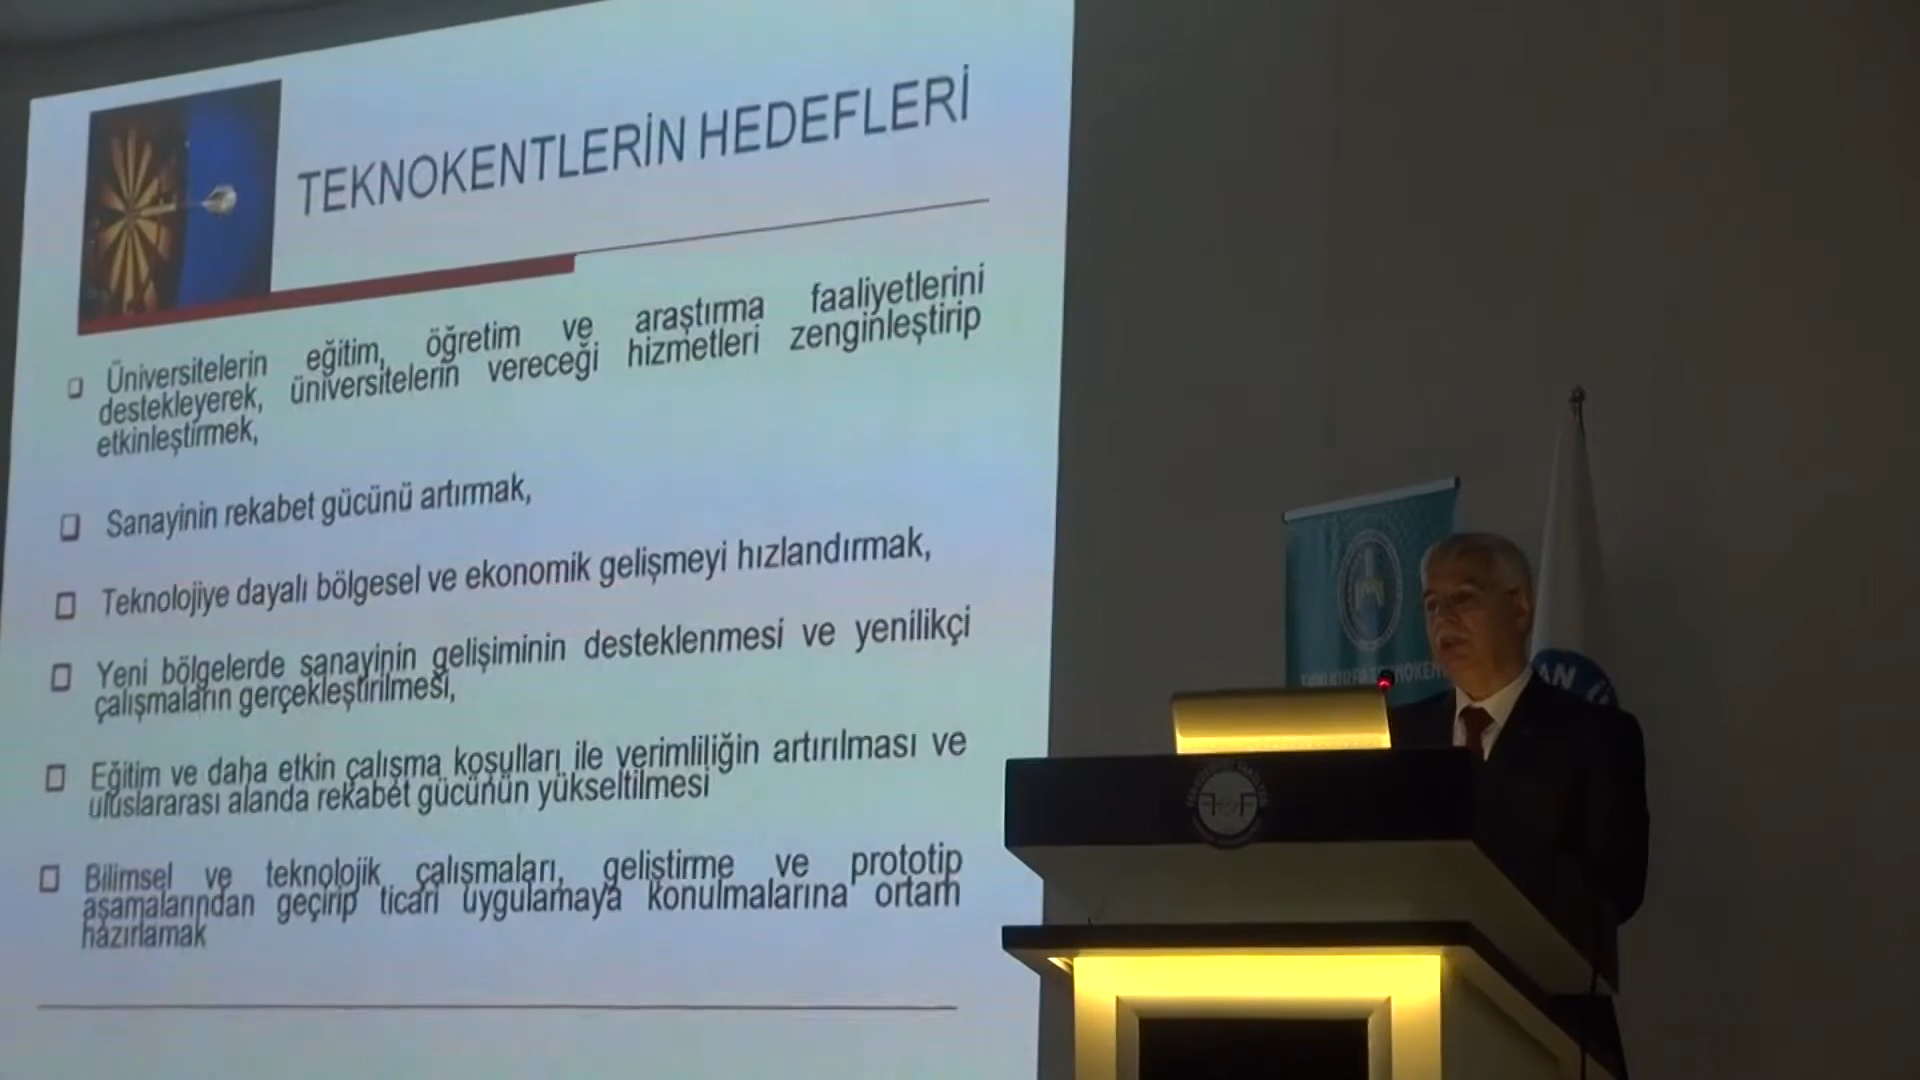 TEKNOKENTLERİN HEDEFLERİ
Üniversitelerin eğitim, öğretim ve araştırma faaliyetlerini
destekleyerek, üniversitelerin vereceği hizmetleri zenginleştirip
etkinleştirmek,
Sanayinin rekabet gücünü artırmak,
Teknolojiye dayalı bölgesel ve ekonomik gelişmeyi hızlandırmak,
Yeni bölgelerde sanayinin gelişiminin desteklenmesi ve yenilikçi
çalışmaların gerçekleştirilmesi,
Eğitim ve daha etkin çalışma koşulları ile verimliliğin artırılması ve
uluslararası alanda rekabet gücünün yükseltilmesi
Bilimsel ve teknolojik çalışmaları, geliştirme ve prototip
aşamalarından geçirip ticari uygulamaya konulmalarına ortam
hazırlamak